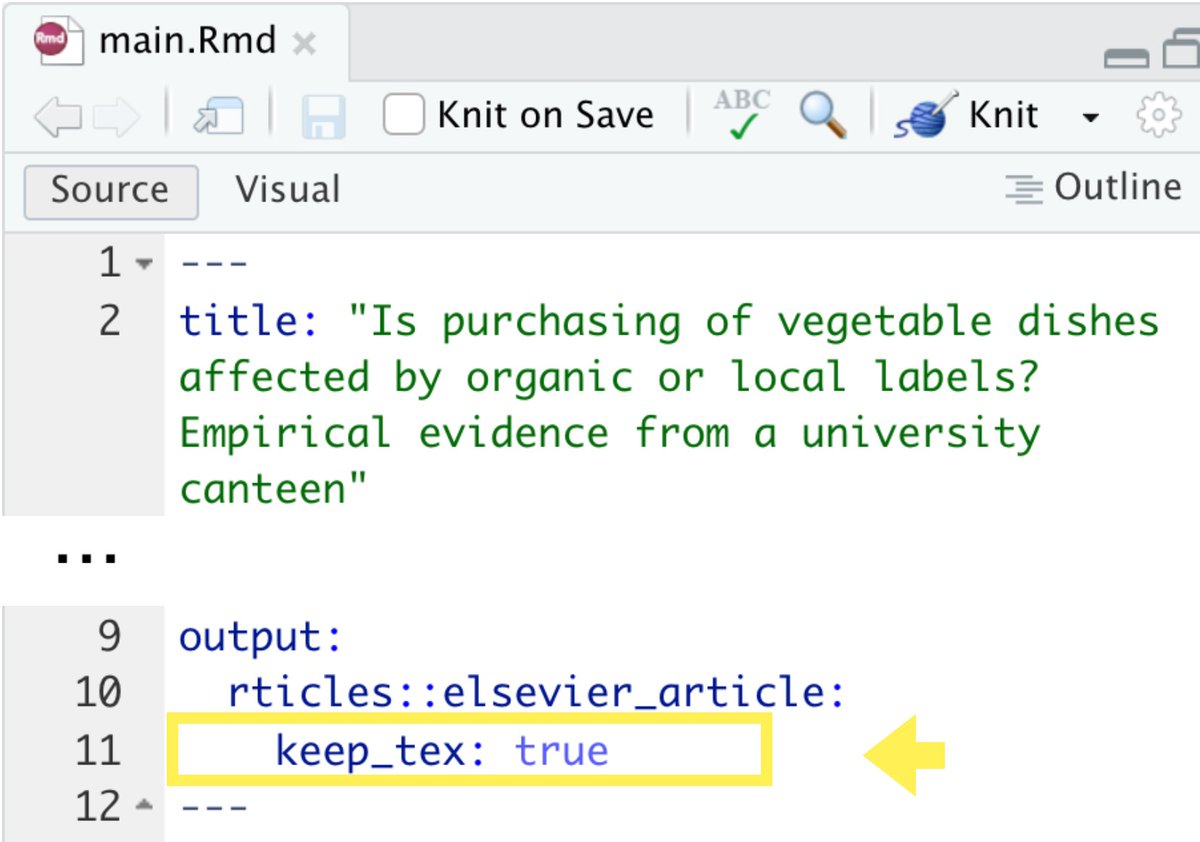 Rmd main.Rmd
Knit on Save ABC Knit
Source Visual Outline
1 ---
2 title: "Is purchasing of vegetable dishes
affected by organic or local labels?
Empirical evidence from a university
canteen"
...
9 output:
10 rticles::elsevier_article:
11 keep_tex: true
12 ---